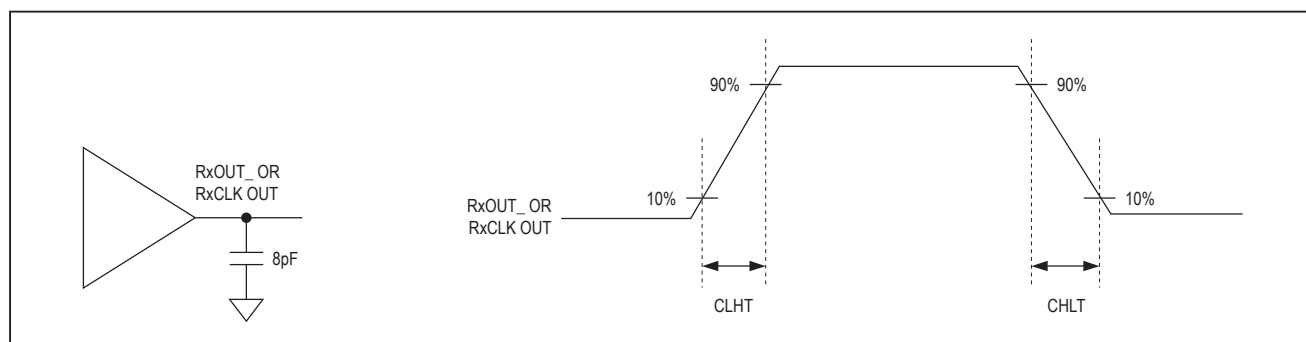 RxOUT_ OR
RxCLK OUT
8pF
RxOUT_ OR
RxCLK OUT
90%
10%
90%
10%
CLHT
CHLT